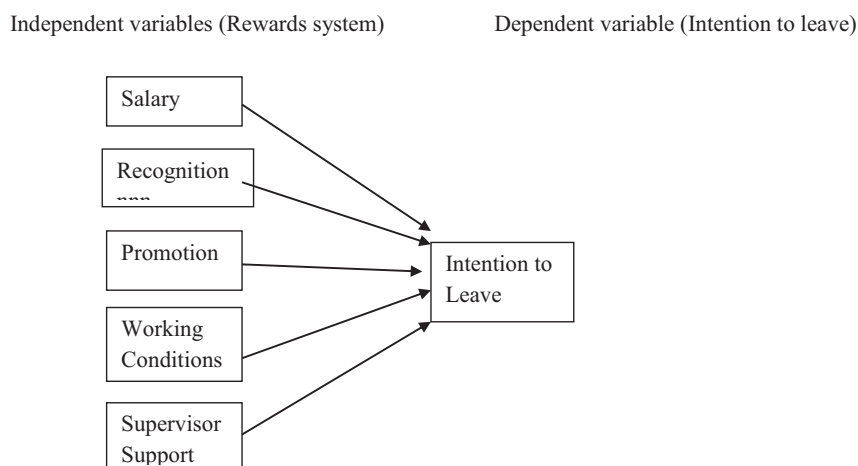 Independent variables (Rewards system) Dependent variable (Intention to leave)
Salary
Recognition
Promotion
Intention to
Leave
Working
Conditions
Supervisor
Support